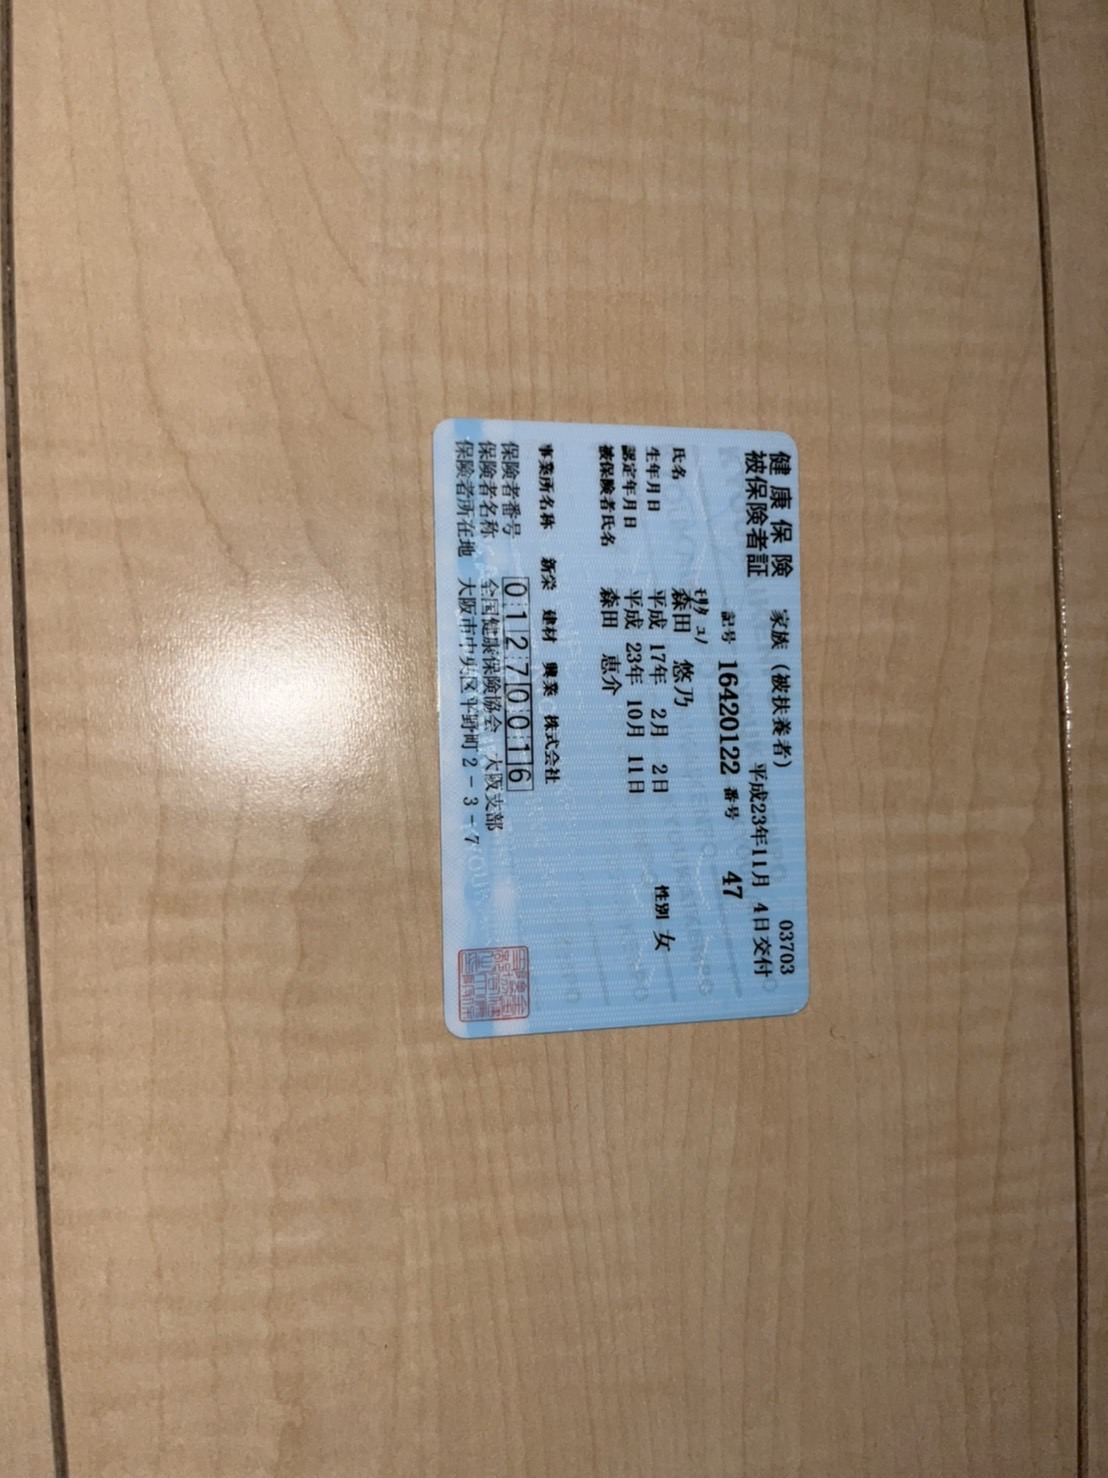 健康保険 家族（被扶養者） 03703
被保険者証 平成23年11月 4日交付
記号 16420122 番号 47
ﾓﾘﾀ ﾕﾉ
氏名 森田 悠乃
生年月日 平成 17年 2月 2日 性別 女
認定年月日 平成 23年 10月 11日
被保険者氏名 森田 恵介
事業所名称 新栄 建材 興業 株式会社
保険者番号 01270016
保険者名称 全国健康保険協会 大阪支部
保険者所在地 大阪市中央区平野町2-3-7